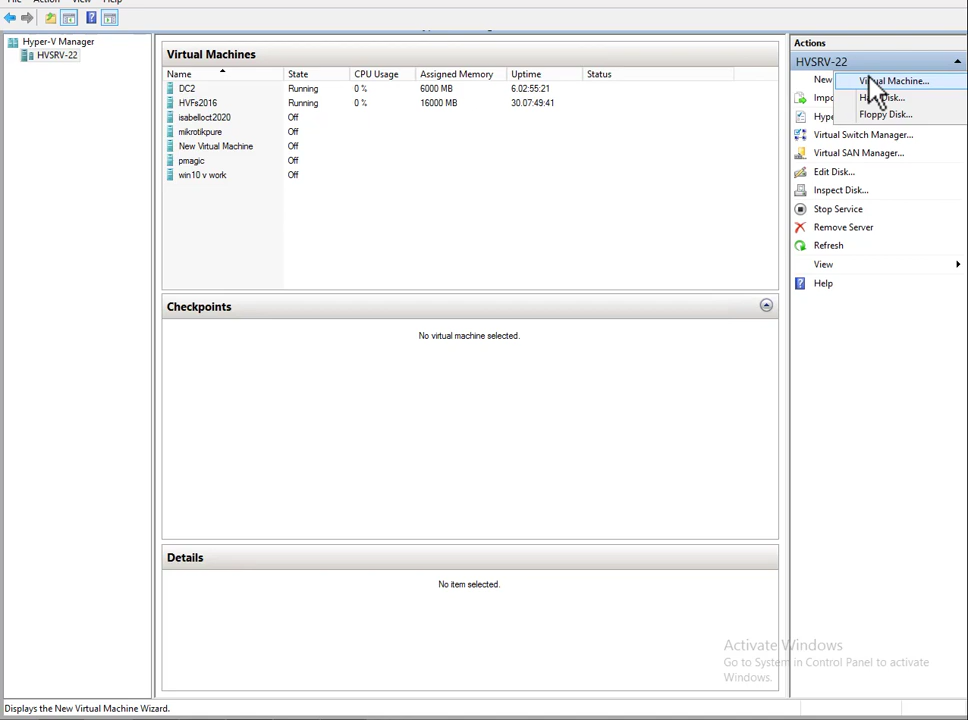 Action
View
Help
Hyper-V Manager
HVSRV-22
Virtual Machines
Name State CPU Usage Assigned Memory Uptime Status
DC2 Running 0 % 6000 MB 6.02:55:21
HVFs2016 Running 0 % 16000 MB 30.07:49:41
isabelloct2020 Off
mikrotikpure Off
New Virtual Machine Off
pmagic Off
win10 v work Off
Checkpoints
No virtual machine selected.
Details
No item selected.
Actions
HVSRV-22
New
Virtual Machine...
Disk...
Floppy Disk...
Virtual Switch Manager...
Virtual SAN Manager...
Edit Disk...
Inspect Disk...
Stop Service
Remove Server
Refresh
View
Help
Activate Windows
Go to System in Control Panel to activate
Windows.
Displays the New Virtual Machine Wizard.